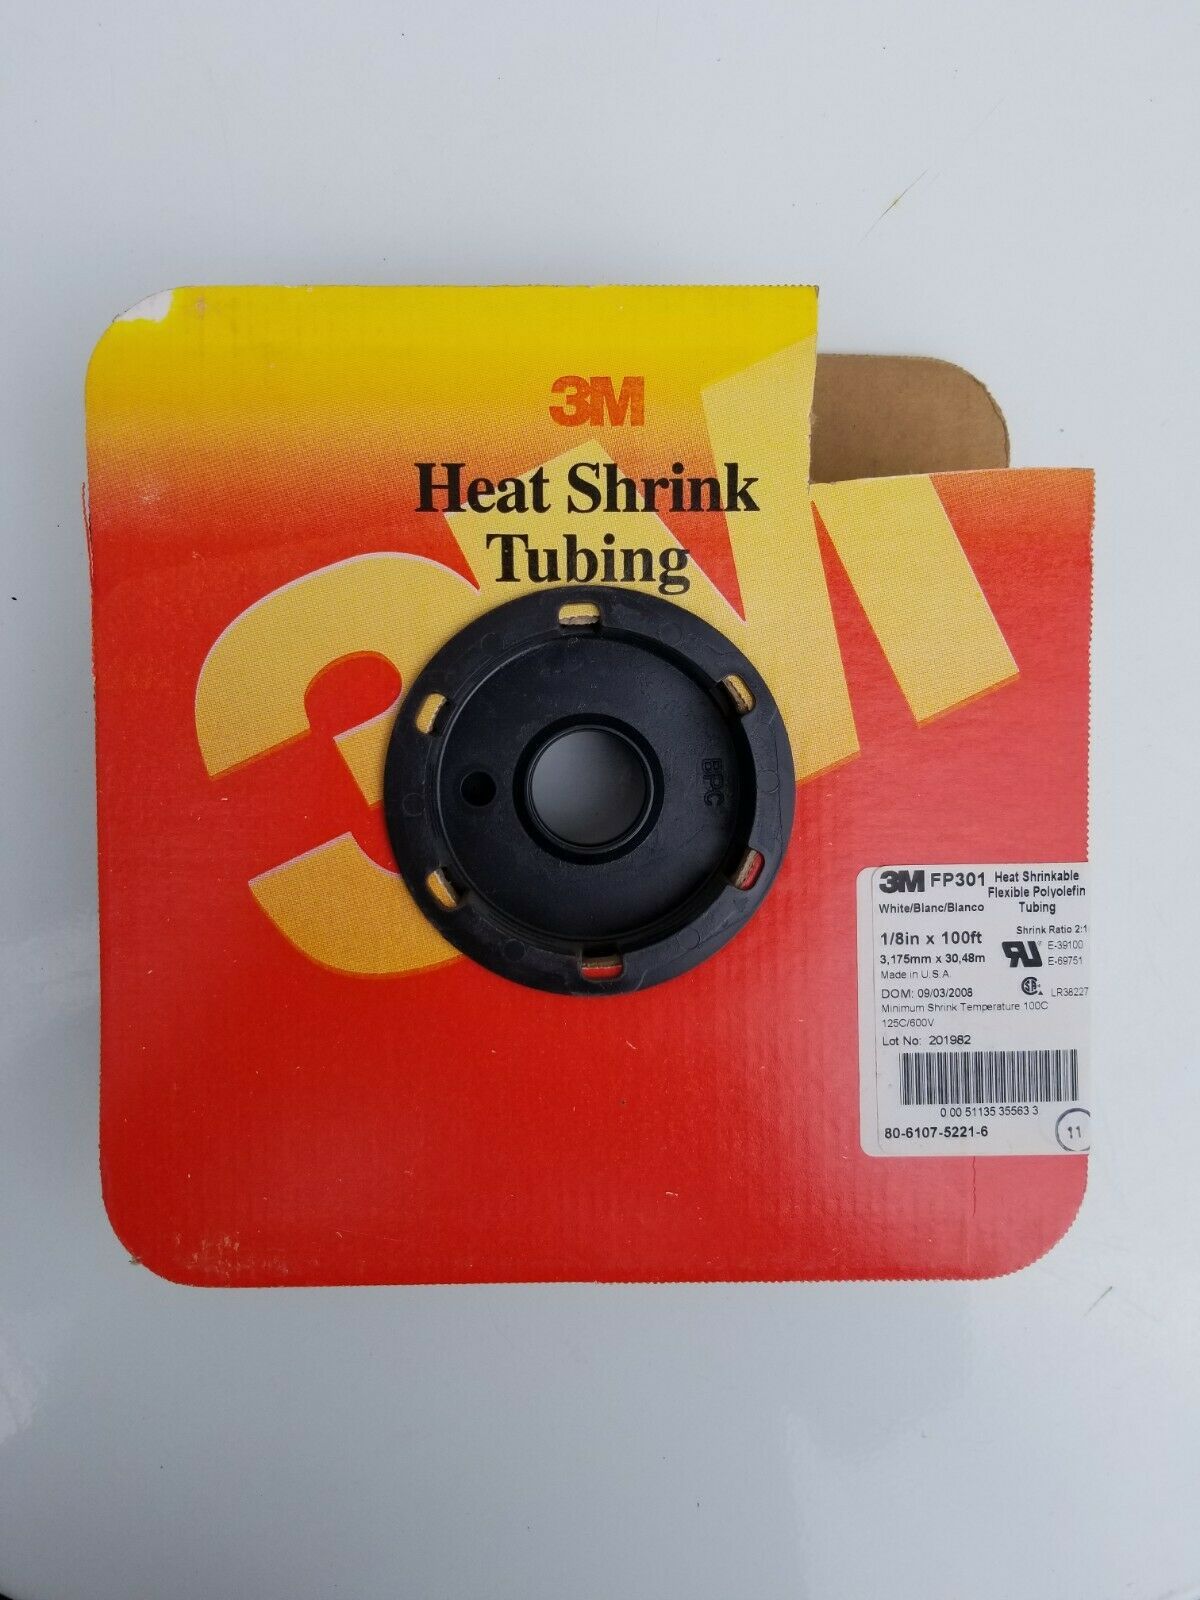 3M
Heat Shrink
Tubing
3M
BPC
3M FP301 Heat Shrinkable
Flexible Polyolefin
White/Blanc/Blanco Tubing
1/8in x 100ft Shrink Ratio 2:1
3,175mm x 30,48m E-39100
Made in U.S.A. E-69751
DOM: 09/03/2008 LR38227
Minimum Shrink Temperature 100C
125C/600V
Lot No: 201982
0 00 51135 35563 3
80-6107-5221-6 11